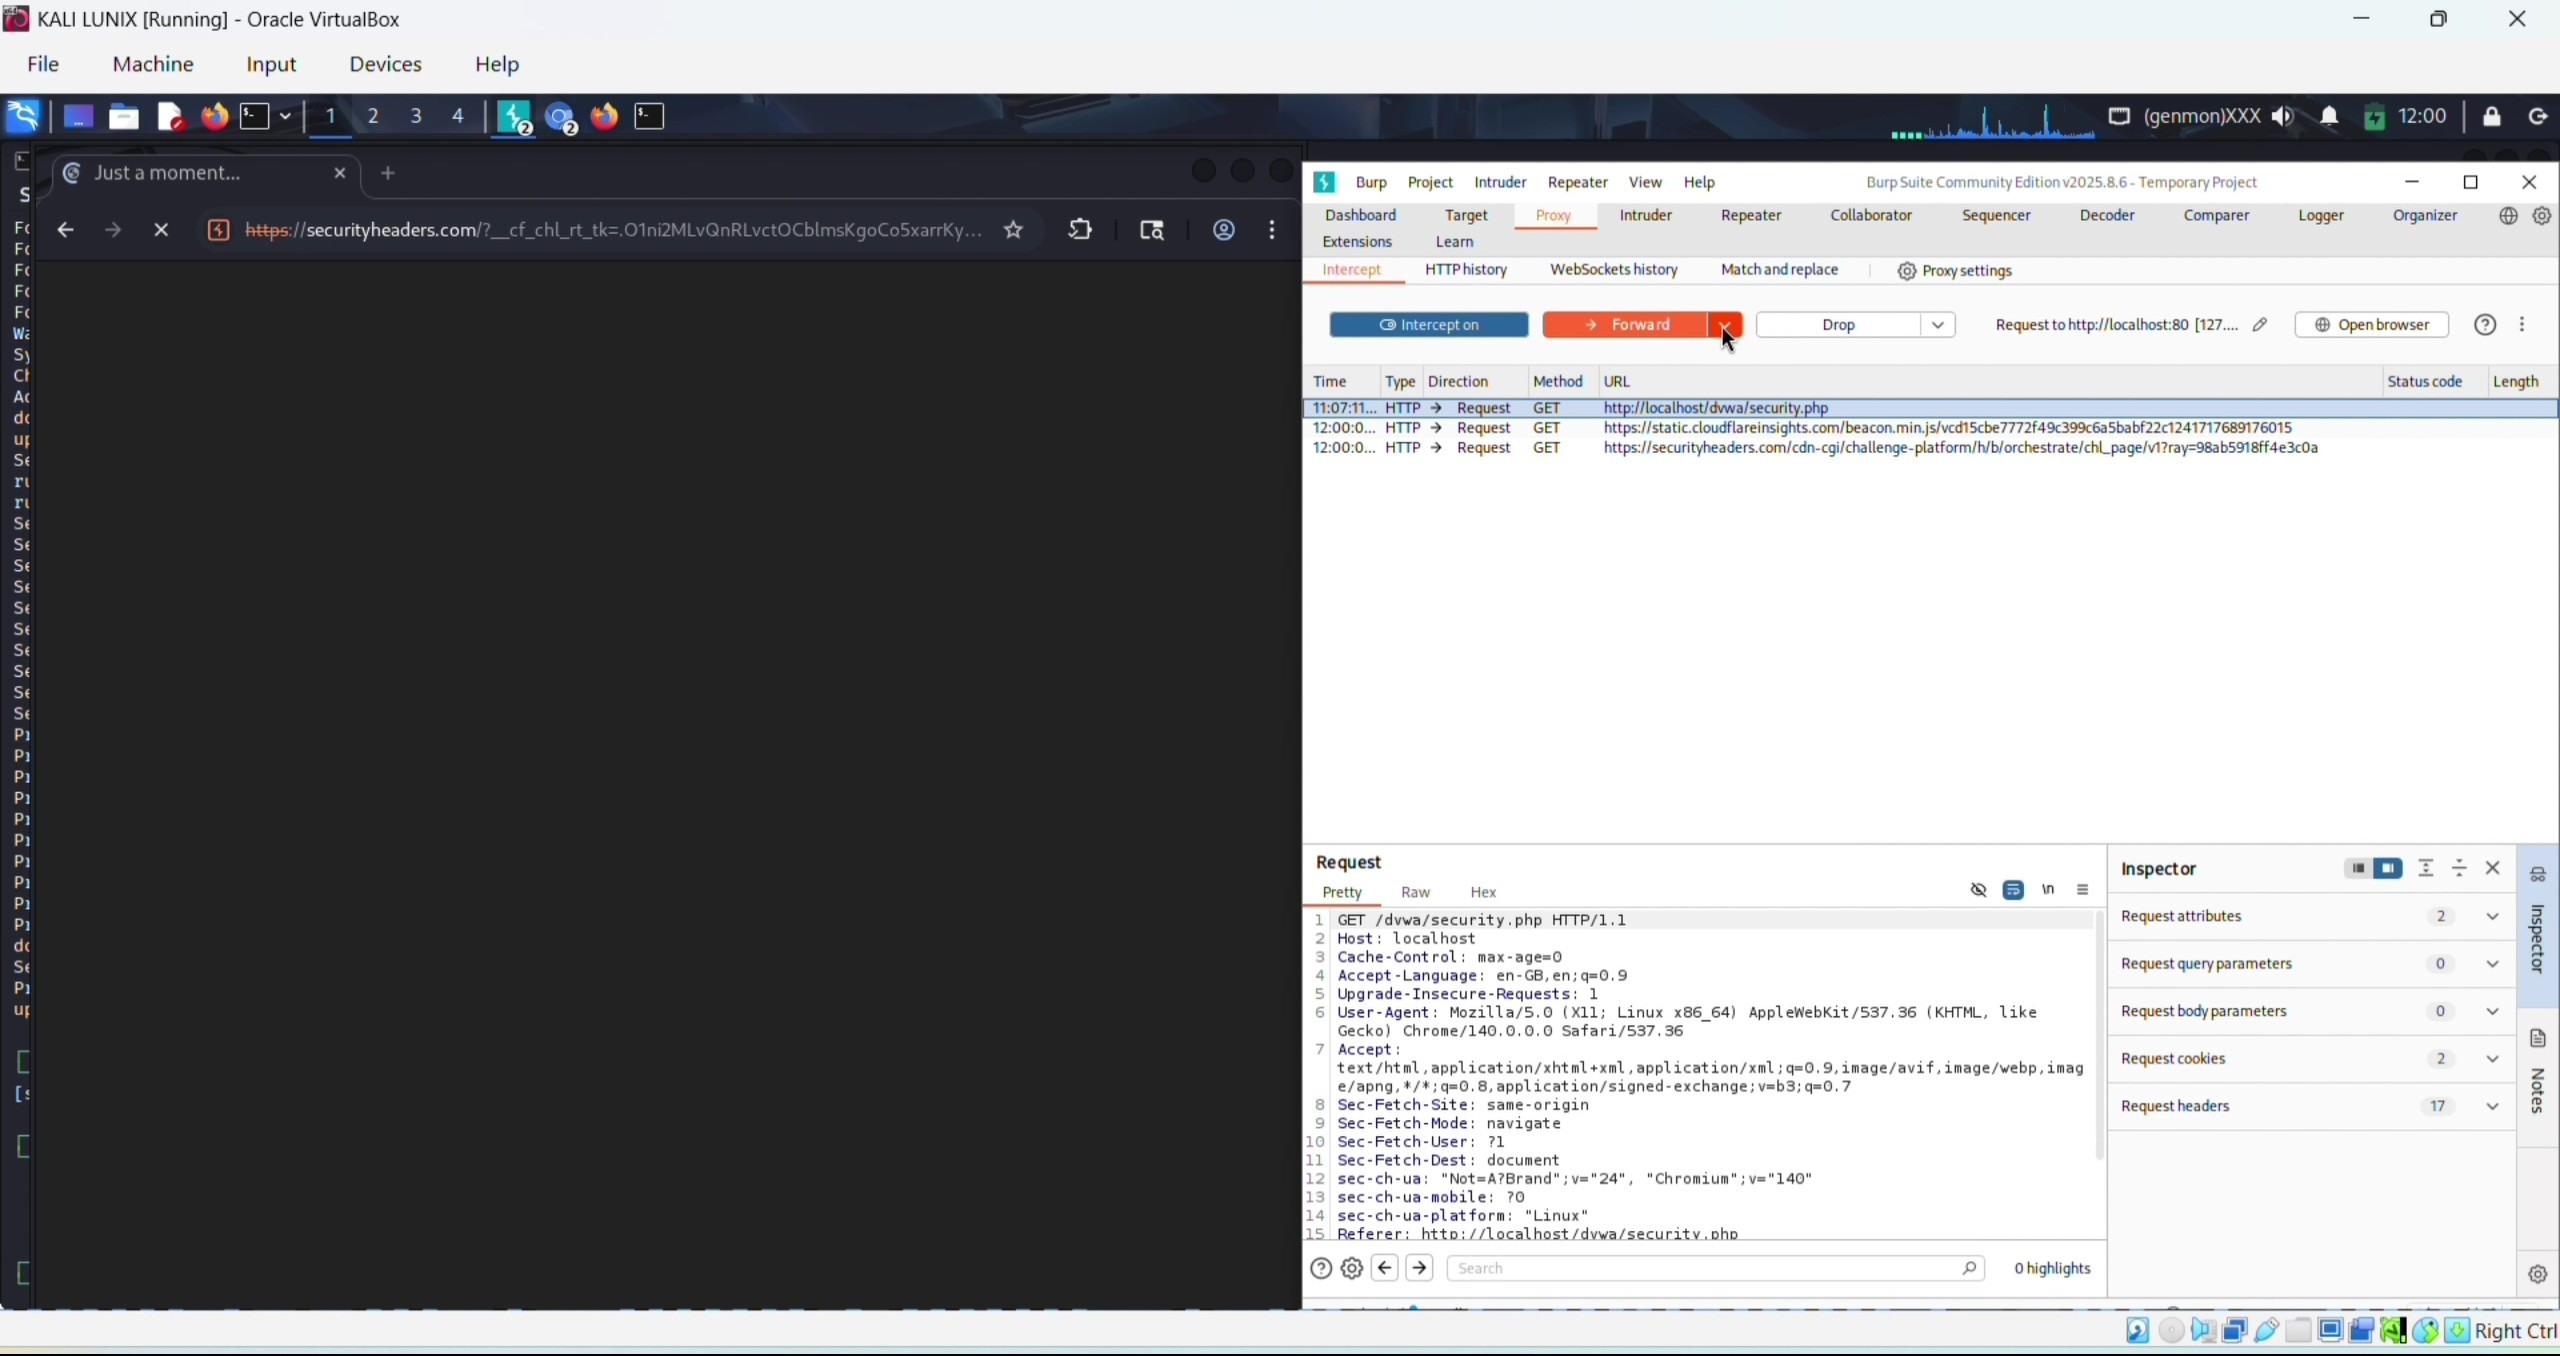 KALI LUNIX [Running] - Oracle VirtualBox
File Machine Input Devices Help
1 2 3 4 2 2 (genmon)XXX 12:00
Just a moment...
https://securityheaders.com/?__cf_chl_rt_tk=.O1ni2MLvQnRLvctOCblmsKgoCo5xarrKy...
Burp Project Intruder Repeater View Help Burp Suite Community Edition v2025.8.6 - Temporary Project
Dashboard Target Proxy Intruder Repeater Collaborator Sequencer Decoder Comparer Logger Organizer
Extensions Learn
Intercept HTTP history WebSockets history Match and replace Proxy settings
Intercept on Forward Drop Request to http://localhost:80 [127.... Open browser
Time Type Direction Method URL Status code Length
11:07:11... HTTP → Request GET http://localhost/dvwa/security.php
12:00:0... HTTP → Request GET https://static.cloudflareinsights.com/beacon.min.js/vcd15cbe7772f49c399c6a5babf22c1241717689176015
12:00:0... HTTP → Request GET https://securityheaders.com/cdn-cgi/challenge-platform/h/b/orchestrate/chl_page/v1?ray=98ab5918ff4e3c0a
Request
Pretty Raw Hex \n
1 GET /dvwa/security.php HTTP/1.1
2 Host: localhost
3 Cache-Control: max-age=0
4 Accept-Language: en-GB,en;q=0.9
5 Upgrade-Insecure-Requests: 1
6 User-Agent: Mozilla/5.0 (X11; Linux x86_64) AppleWebKit/537.36 (KHTML, like
Gecko) Chrome/140.0.0.0 Safari/537.36
7 Accept:
text/html,application/xhtml+xml,application/xml;q=0.9,image/avif,image/webp,imag
e/apng,*/*;q=0.8,application/signed-exchange;v=b3;q=0.7
8 Sec-Fetch-Site: same-origin
9 Sec-Fetch-Mode: navigate
10 Sec-Fetch-User: ?1
11 Sec-Fetch-Dest: document
12 sec-ch-ua: "Not=A?Brand";v="24", "Chromium";v="140"
13 sec-ch-ua-mobile: ?0
14 sec-ch-ua-platform: "Linux"
15 Referer: http://localhost/dvwa/security.php
Search 0 highlights
Inspector
Request attributes 2
Request query parameters 0
Request body parameters 0
Request cookies 2
Request headers 17
Inspector
Notes
Right Ctrl